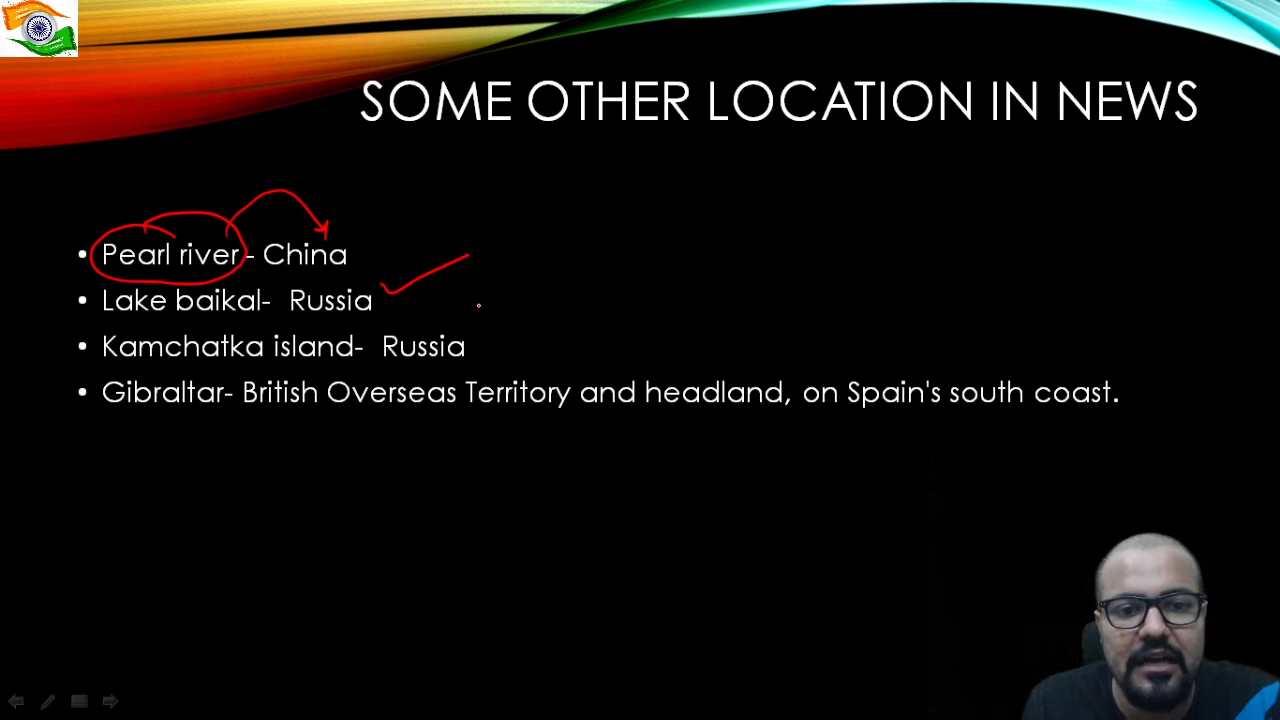 SOME OTHER LOCATION IN NEWS
• Pearl river - China
• Lake baikal-  Russia
• Kamchatka island-  Russia
• Gibraltar- British Overseas Territory and headland, on Spain's south coast.